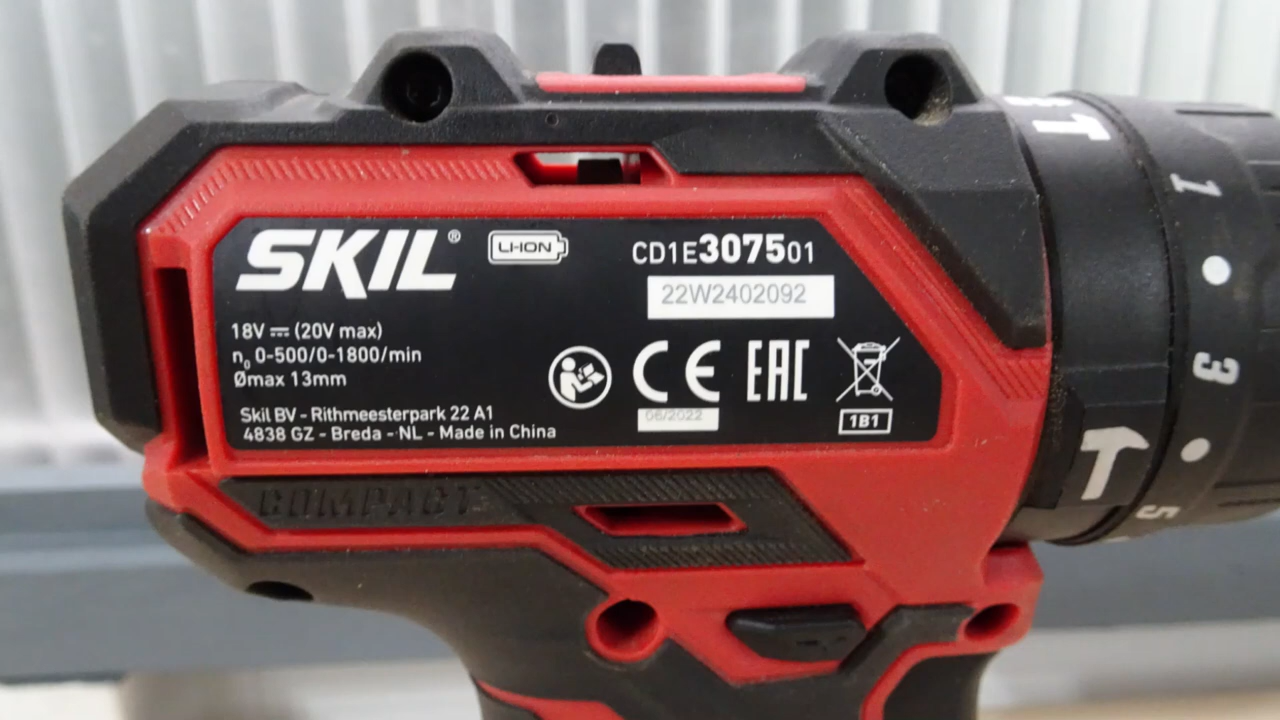 SKIL®
LI-ION
CD1E307501
22W2402092
18V ⎓ (20V max)
n₀ 0-500/0-1800/min
Ømax 13mm
CE
EAC
06/2022
1B1
Skil BV - Rithmeesterpark 22 A1
4838 GZ - Breda - NL - Made in China
COMPACT
1
3
5